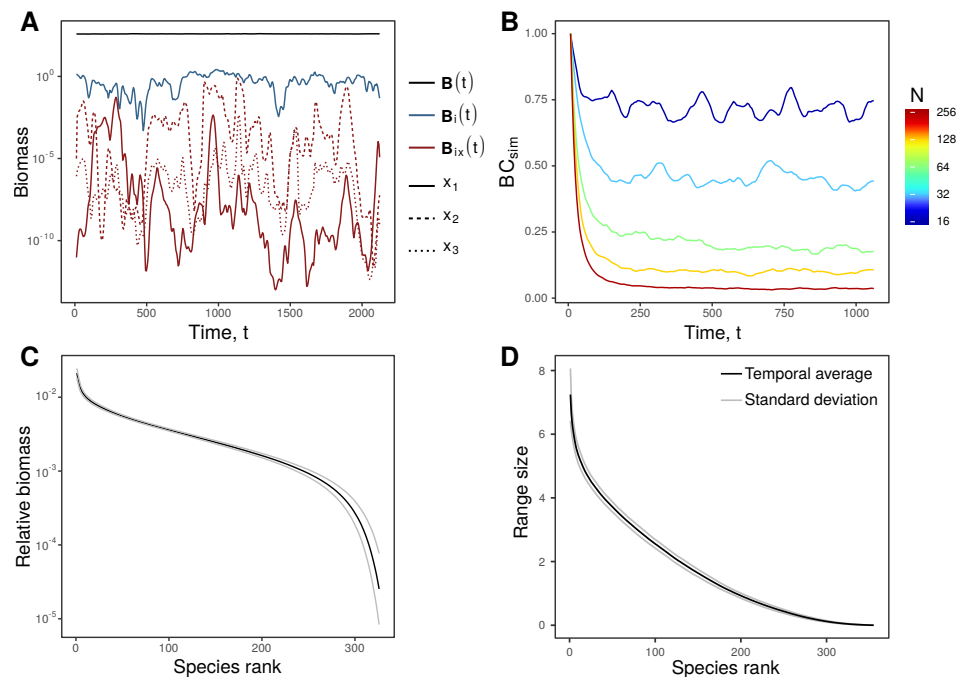 A
Biomass
10⁰
10⁻⁵
10⁻¹⁰
0
500
1000
1500
2000
Time, t
B(t)
Bᵢ(t)
Bᵢₓ(t)
x₁
x₂
x₃
B
BC_sim
1.00
0.75
0.50
0.25
0.00
0
250
500
750
1000
Time, t
N
256
128
64
32
16
C
Relative biomass
10⁻²
10⁻³
10⁻⁴
10⁻⁵
0
100
200
300
Species rank
D
Range size
8
6
4
2
0
0
100
200
300
Species rank
Temporal average
Standard deviation